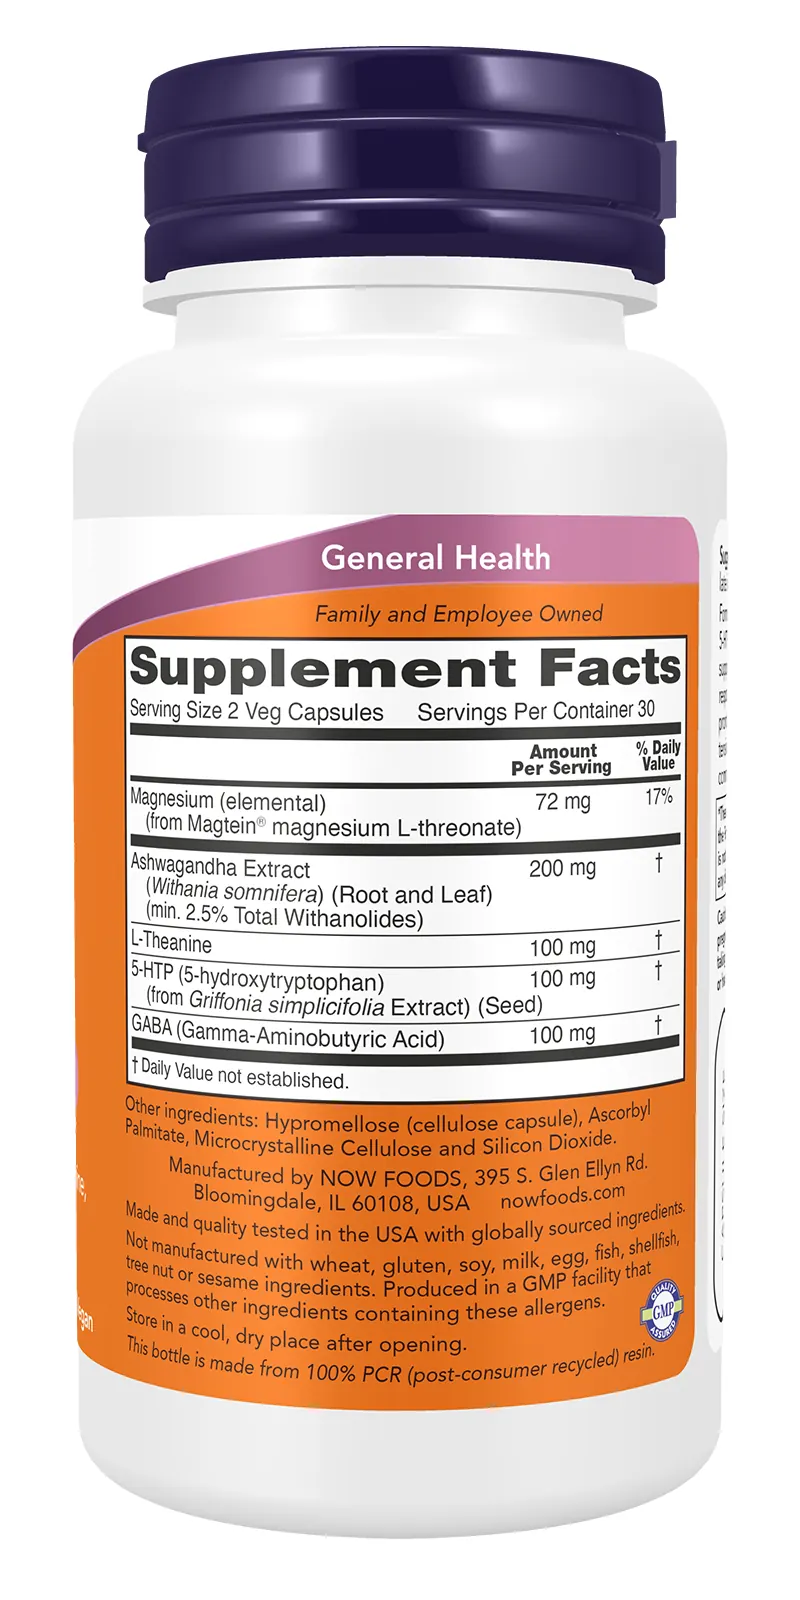 General Health
Family and Employee Owned
Supplement Facts
Serving Size 2 Veg Capsules Servings Per Container 30
Amount Per Serving % Daily Value
Magnesium (elemental) 72 mg 17%
(from Magtein® magnesium L-threonate)
Ashwagandha Extract 200 mg †
(Withania somnifera) (Root and Leaf)
(min. 2.5% Total Withanolides)
L-Theanine 100 mg †
5-HTP (5-hydroxytryptophan) 100 mg †
(from Griffonia simplicifolia Extract) (Seed)
GABA (Gamma-Aminobutyric Acid) 100 mg †
† Daily Value not established.
Other ingredients: Hypromellose (cellulose capsule), Ascorbyl
Palmitate, Microcrystalline Cellulose and Silicon Dioxide.
Manufactured by NOW FOODS, 395 S. Glen Ellyn Rd.
Bloomingdale, IL 60108, USA nowfoods.com
Made and quality tested in the USA with globally sourced ingredients.
Not manufactured with wheat, gluten, soy, milk, egg, fish, shellfish,
tree nut or sesame ingredients. Produced in a GMP facility that
processes other ingredients containing these allergens.
Store in a cool, dry place after opening.
This bottle is made from 100% PCR (post-consumer recycled) resin.
QUALITY
GMP
ASSURED